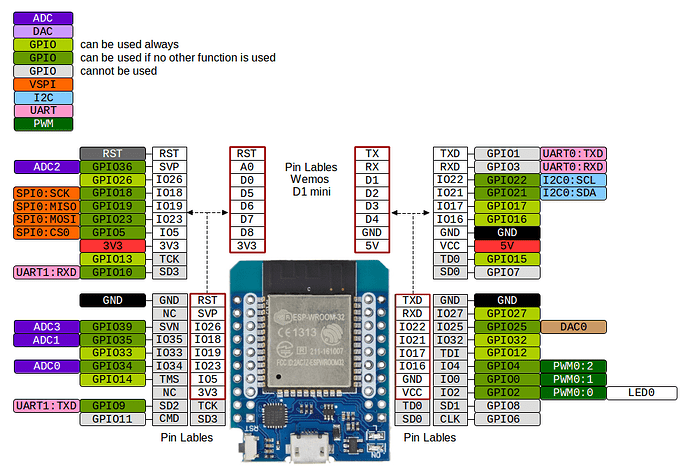 ADC
DAC
GPIO can be used always
GPIO can be used if no other function is used
GPIO cannot be used
VSPI
I2C
UART
PWM
Pin Lables
Wemos
D1 mini
RST RST RST TX TXD GPIO1 UART0:TXD
ADC2 GPIO36 SVP A0 RX RXD GPIO3 UART0:RXD
GPIO26 IO26 D0 D1 IO22 GPIO22 I2C0:SCL
SPI0:SCK GPIO18 IO18 D5 D2 IO21 GPIO21 I2C0:SDA
SPI0:MISO GPIO19 IO19 D6 D3 IO17 GPIO17
SPI0:MOSI GPIO23 IO23 D7 D4 IO16 GPIO16
SPI0:CS0 GPIO5 IO5 D8 GND GND GND
3V3 3V3 3V3 5V VCC 5V
GPIO13 TCK TD0 GPIO15
UART1:RXD GPIO10 SD3 SD0 GPIO7
GND GND RST TXD GND GND
NC SVP RXD IO27 GPIO27
ADC3 GPIO39 SVN IO26 IO22 IO25 GPIO25 DAC0
ADC1 GPIO35 IO35 IO18 IO21 IO32 GPIO32
GPIO33 IO33 IO19 IO17 TDI GPIO12
ADC0 GPIO34 IO34 IO23 IO16 IO4 GPIO4 PWM0:2
GPIO14 TMS IO5 GND IO0 GPIO0 PWM0:1
NC 3V3 VCC IO2 GPIO2 PWM0:0 LED0
UART1:TXD GPIO9 SD2 TCK TD0 SD1 GPIO8
GPIO11 CMD SD3 SD0 CLK GPIO6
Pin Lables
Pin Lables
ESP-WROOM-32
CE1313
RST
ON